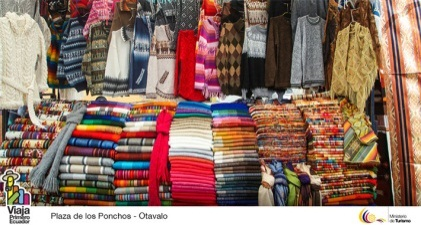 Viaja
Primero
Ecuador
Plaza de los Ponchos - Otavalo
Ministerio
de Turismo